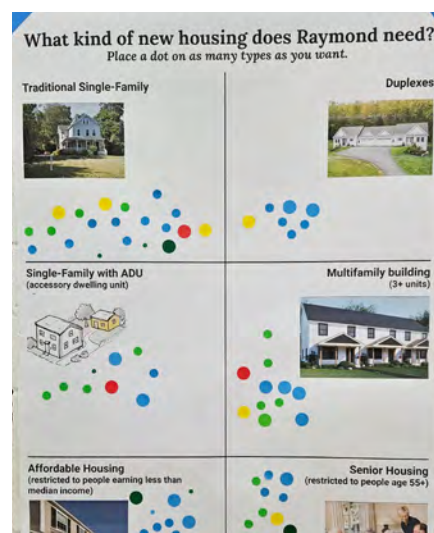 What kind of new housing does Raymond need?
Place a dot on as many types as you want.
Traditional Single-Family
Duplexes
Single-Family with ADU
(accessory dwelling unit)
Multifamily building
(3+ units)
Affordable Housing
(restricted to people earning less than
median income)
Senior Housing
(restricted to people age 55+)